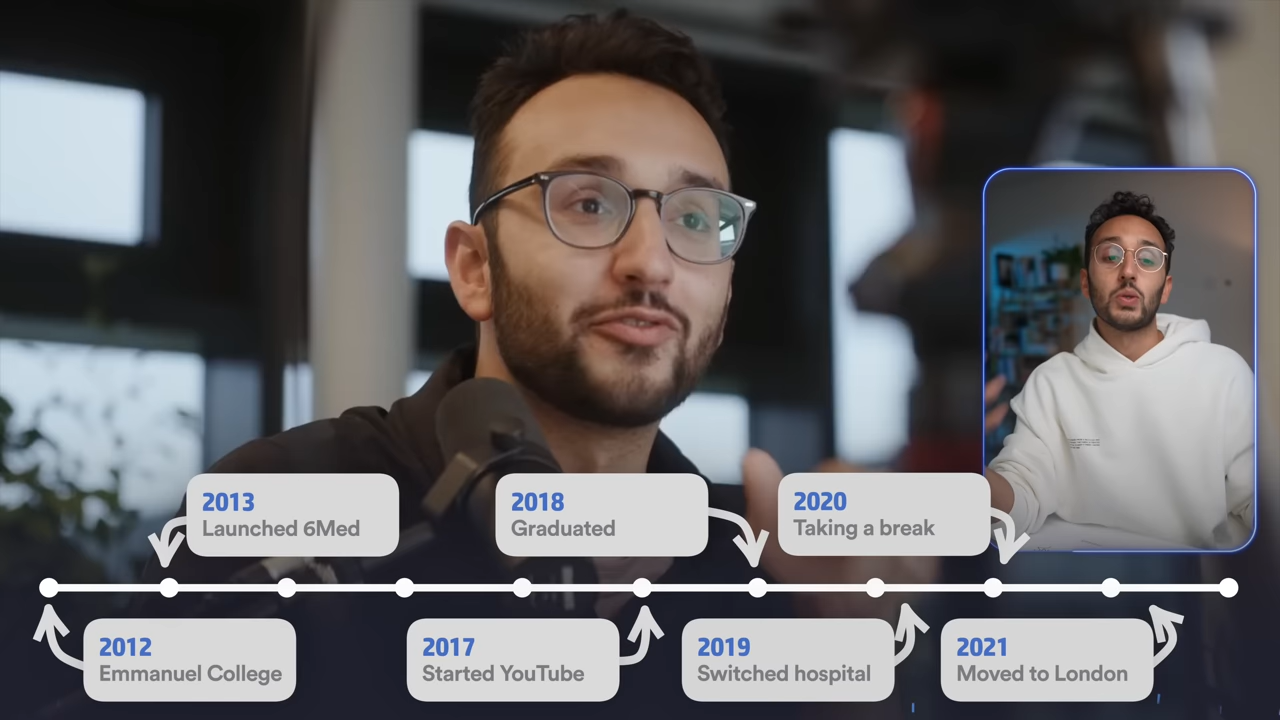 2013
Launched 6Med
2018
Graduated
2020
Taking a break
2012
Emmanuel College
2017
Started YouTube
2019
Switched hospital
2021
Moved to London